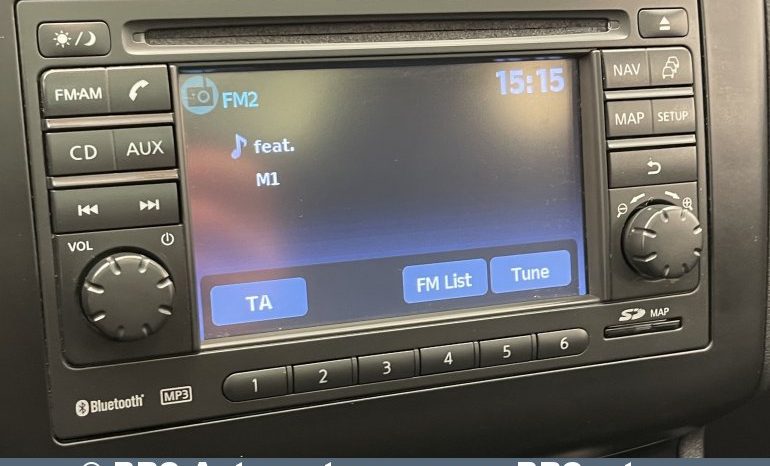 FM2 15:15
feat.
M1
TA FM List Tune
FM·AM
CD AUX
VOL
NAV
MAP SETUP
SD MAP
1 2 3 4 5 6
Bluetooth MP3